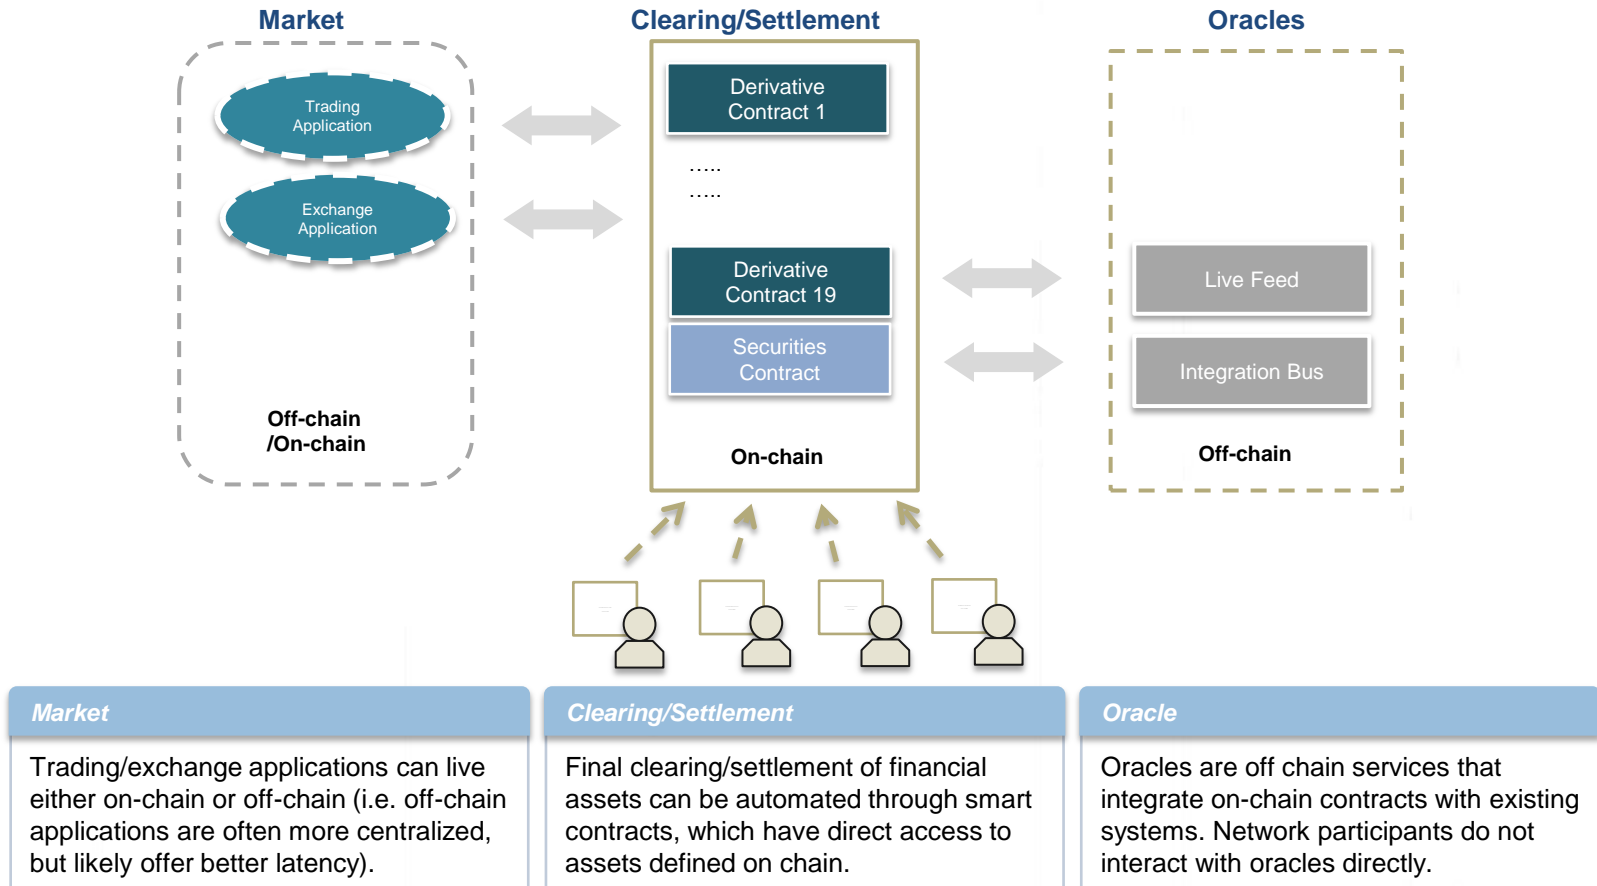 Market
Clearing/Settlement
Oracles
Trading
Application
Exchange
Application
Off-chain
/On-chain
Derivative
Contract 1
.....
.....
Derivative
Contract 19
Securities
Contract
On-chain
Live Feed
Integration Bus
Off-chain
Market
Trading/exchange applications can live
either on-chain or off-chain (i.e. off-chain
applications are often more centralized,
but likely offer better latency).
Clearing/Settlement
Final clearing/settlement of financial
assets can be automated through smart
contracts, which have direct access to
assets defined on chain.
Oracle
Oracles are off chain services that
integrate on-chain contracts with existing
systems. Network participants do not
interact with oracles directly.